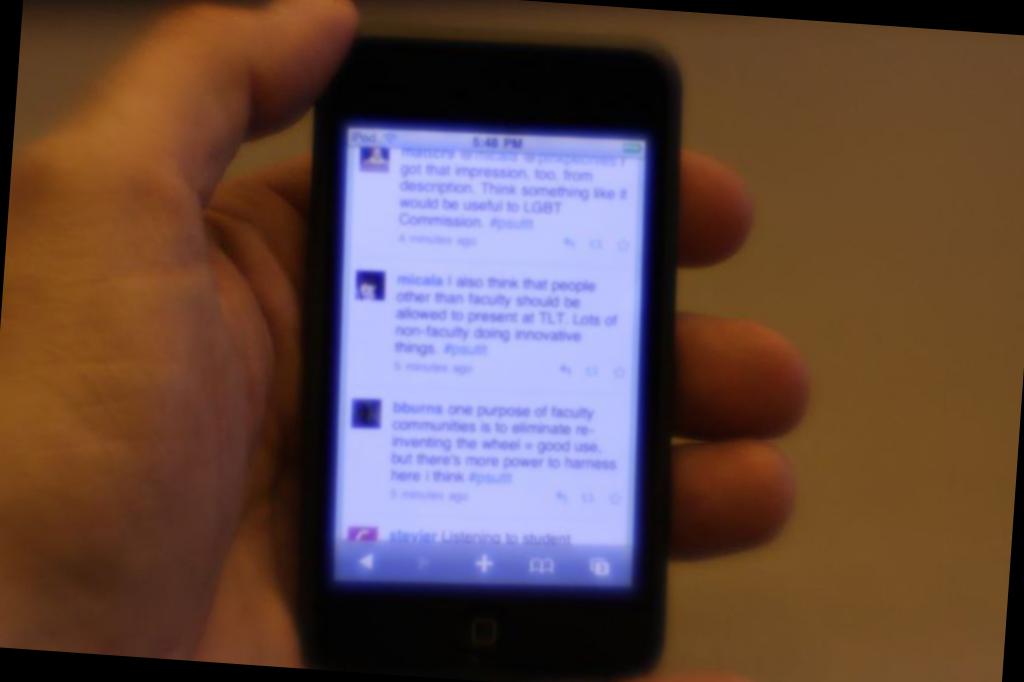 iPod 5:48 PM
got that impression, too, from
description. Think something like it
would be useful to LGBT
Commission. #psutlt
4 minutes ago
micala I also think that people
other than faculty should be
allowed to present at TLT. Lots of
non-faculty doing innovative
things. #psutlt
5 minutes ago
bburns one purpose of faculty
communities is to eliminate re-
inventing the wheel = good use,
but there's more power to harness
here i think #psutlt
5 minutes ago
stevier Listening to student